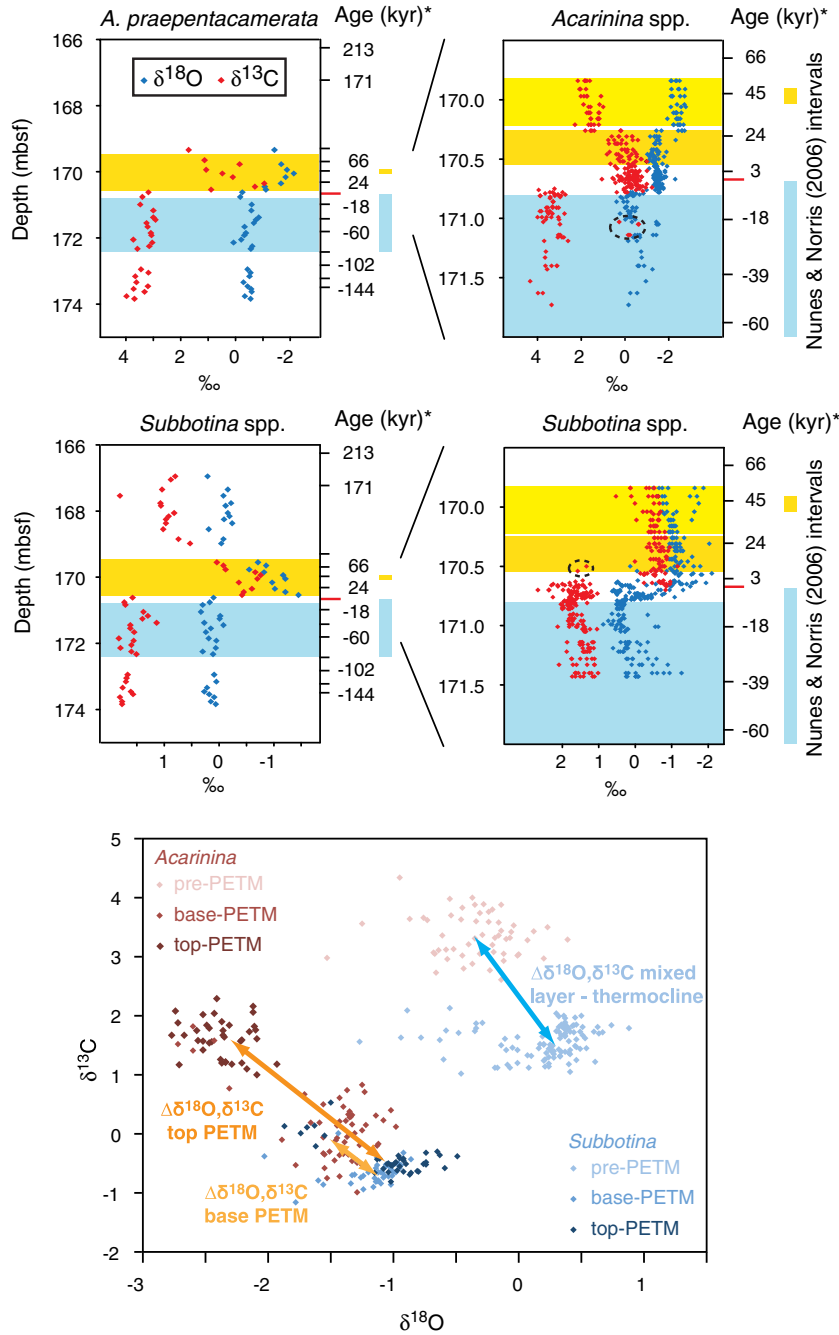 A. praepentacamerata
Age (kyr)*
Acarinina spp.
Age (kyr)*
δ18O δ13C
Depth (mbsf)
166
168
170
172
174
213
171
66
24
-18
-60
-102
-144
4 2 0 -2
‰
170.0
170.5
171.0
171.5
66
45
24
3
-18
-39
-60
4 2 0 -2
‰
Nunes & Norris (2006) intervals
Subbotina spp.
Age (kyr)*
Subbotina spp.
Age (kyr)*
Depth (mbsf)
166
168
170
172
174
213
171
66
24
-18
-60
-102
-144
1 0 -1
‰
170.0
170.5
171.0
171.5
66
45
24
3
-18
-39
-60
2 1 0 -1 -2
‰
Nunes & Norris (2006) intervals
δ13C
5
4
3
2
1
0
-1
-2
Acarinina
pre-PETM
base-PETM
top-PETM
Δδ18O,δ13C mixed
layer - thermocline
Δδ18O,δ13C
top PETM
Δδ18O,δ13C
base PETM
Subbotina
pre-PETM
base-PETM
top-PETM
-3 -2 -1 0 1
δ18O